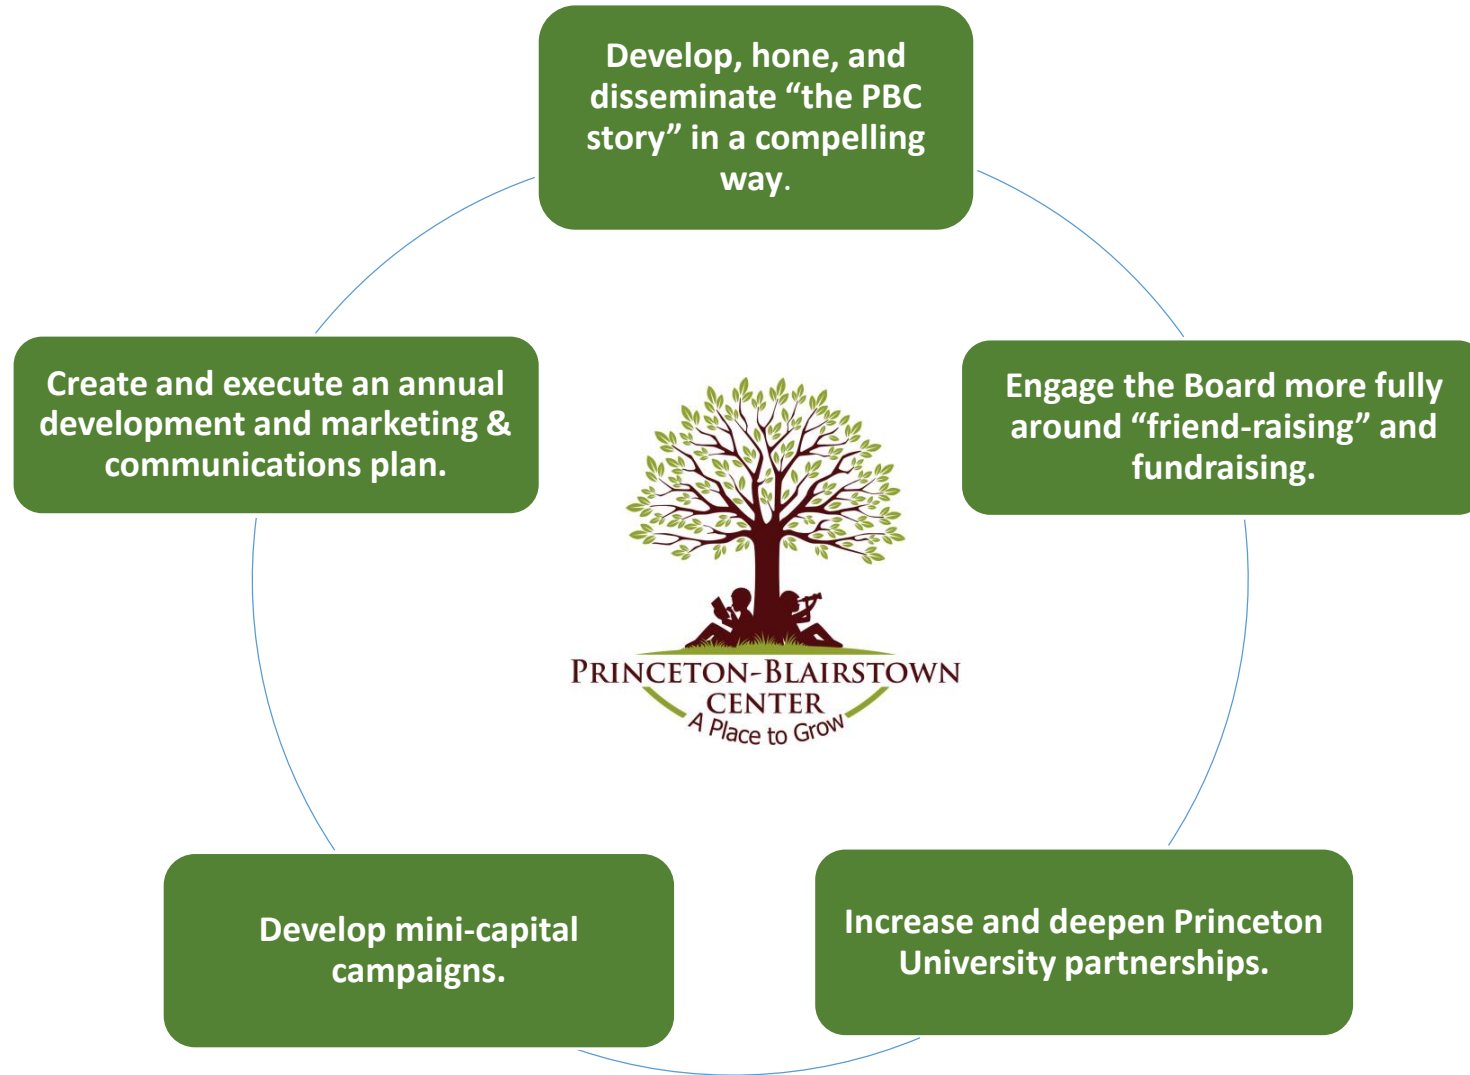 Develop, hone, and
disseminate “the PBC
story” in a compelling
way.
Engage the Board more fully
around “friend-raising” and
fundraising.
Increase and deepen Princeton
University partnerships.
Develop mini-capital
campaigns.
Create and execute an annual
development and marketing &
communications plan.
PRINCETON-BLAIRSTOWN
CENTER
A Place to Grow